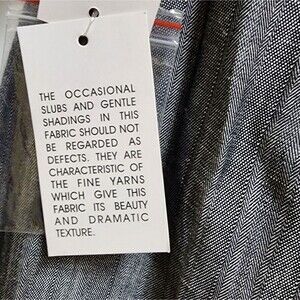 THE OCCASIONAL
SLUBS AND GENTLE
SHADINGS IN THIS
FABRIC SHOULD NOT
BE REGARDED AS
DEFECTS. THEY ARE
CHARACTERISTIC OF
THE FINE YARNS
WHICH GIVE THIS
FABRIC ITS BEAUTY
AND DRAMATIC
TEXTURE.